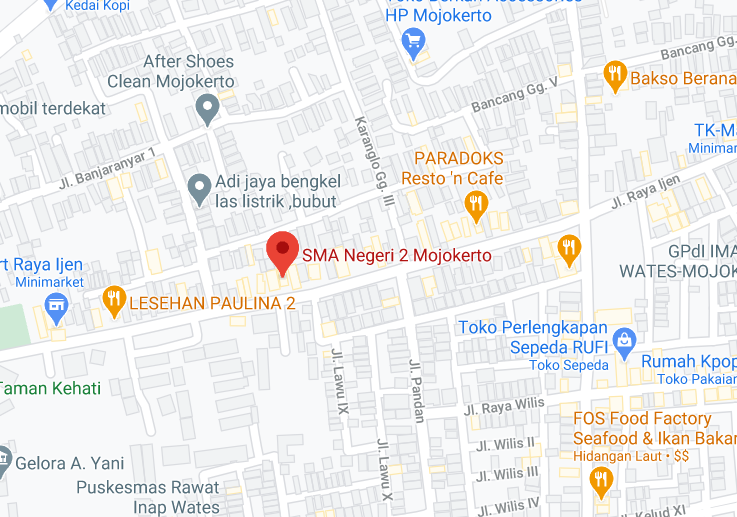 Kedai Kopi
HP Mojokerto
After Shoes
Clean Mojokerto
Bancang Gg.
Bakso Berana
mobil terdekat
Bancang Gg. V
Karanglo Gg. III
TK-Ma
Minimar
PARADOKS
Resto 'n Cafe
Jl. Banjaranyar 1
Adi jaya bengkel
las listrik ,bubut
Jl. Raya Ijen
SMA Negeri 2 Mojokerto
GPdI IMA
WATES-MOJOK
rt Raya Ijen
Minimarket
LESEHAN PAULINA 2
Toko Perlengkapan
Sepeda RUFI
Toko Sepeda
Rumah Kpop
Toko Pakaian
Taman Kehati
Jl. Lawu IX
Jl. Pandan
Jl. Raya Wilis
FOS Food Factory
Seafood & Ikan Bakar
Hidangan Laut • $$
Jl. Wilis II
Jl. Lawu X
Gelora A. Yani
Jl. Wilis III
Puskesmas Rawat
Inap Wates
Jl. Wilis IV
Jl. Kelud XI